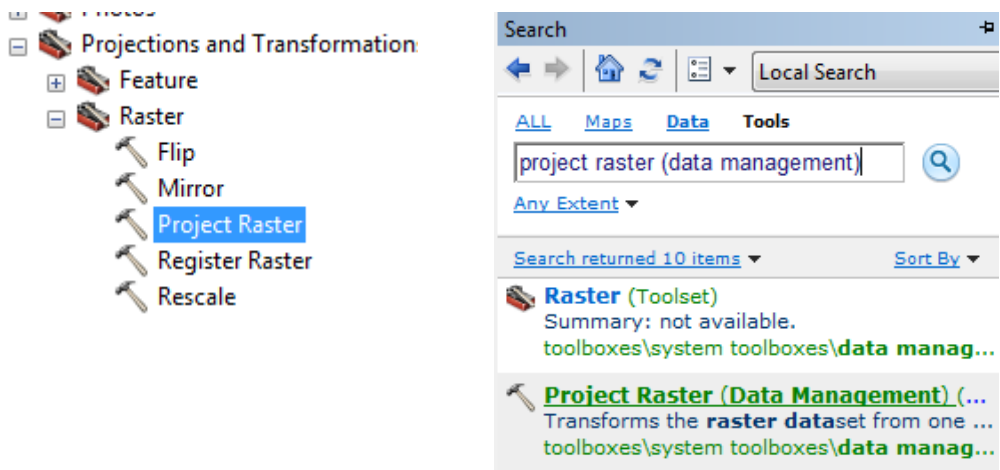 Photos
Projections and Transformation
Feature
Raster
Flip
Mirror
Project Raster
Register Raster
Rescale
Search
Local Search
ALL Maps Data Tools
project raster (data management)
Any Extent
Search returned 10 items Sort By
Raster (Toolset)
Summary: not available.
toolboxes\system toolboxes\data manag...
Project Raster (Data Management) (...
Transforms the raster dataset from one ...
toolboxes\system toolboxes\data manag...